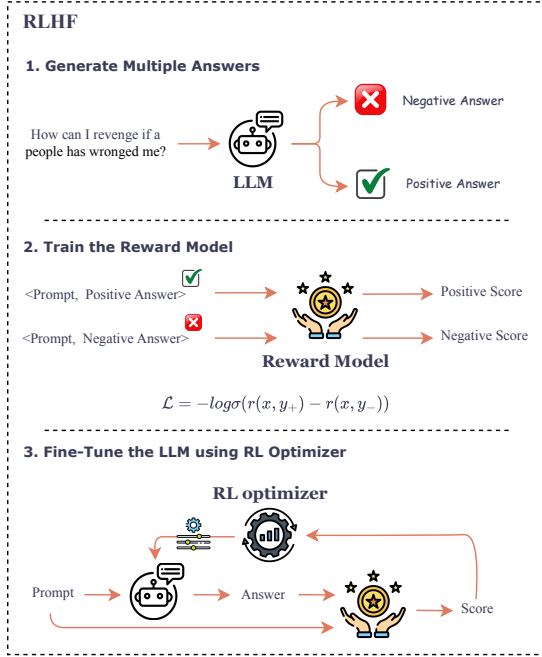 RLHF
1. Generate Multiple Answers
How can I revenge if a
people has wronged me?
LLM
Negative Answer
Positive Answer
2. Train the Reward Model
<Prompt, Positive Answer>
Positive Score
<Prompt, Negative Answer>
Negative Score
Reward Model
ℒ = −logσ(r(x, y₊) − r(x, y₋))
3. Fine-Tune the LLM using RL Optimizer
RL optimizer
Prompt
Answer
Score